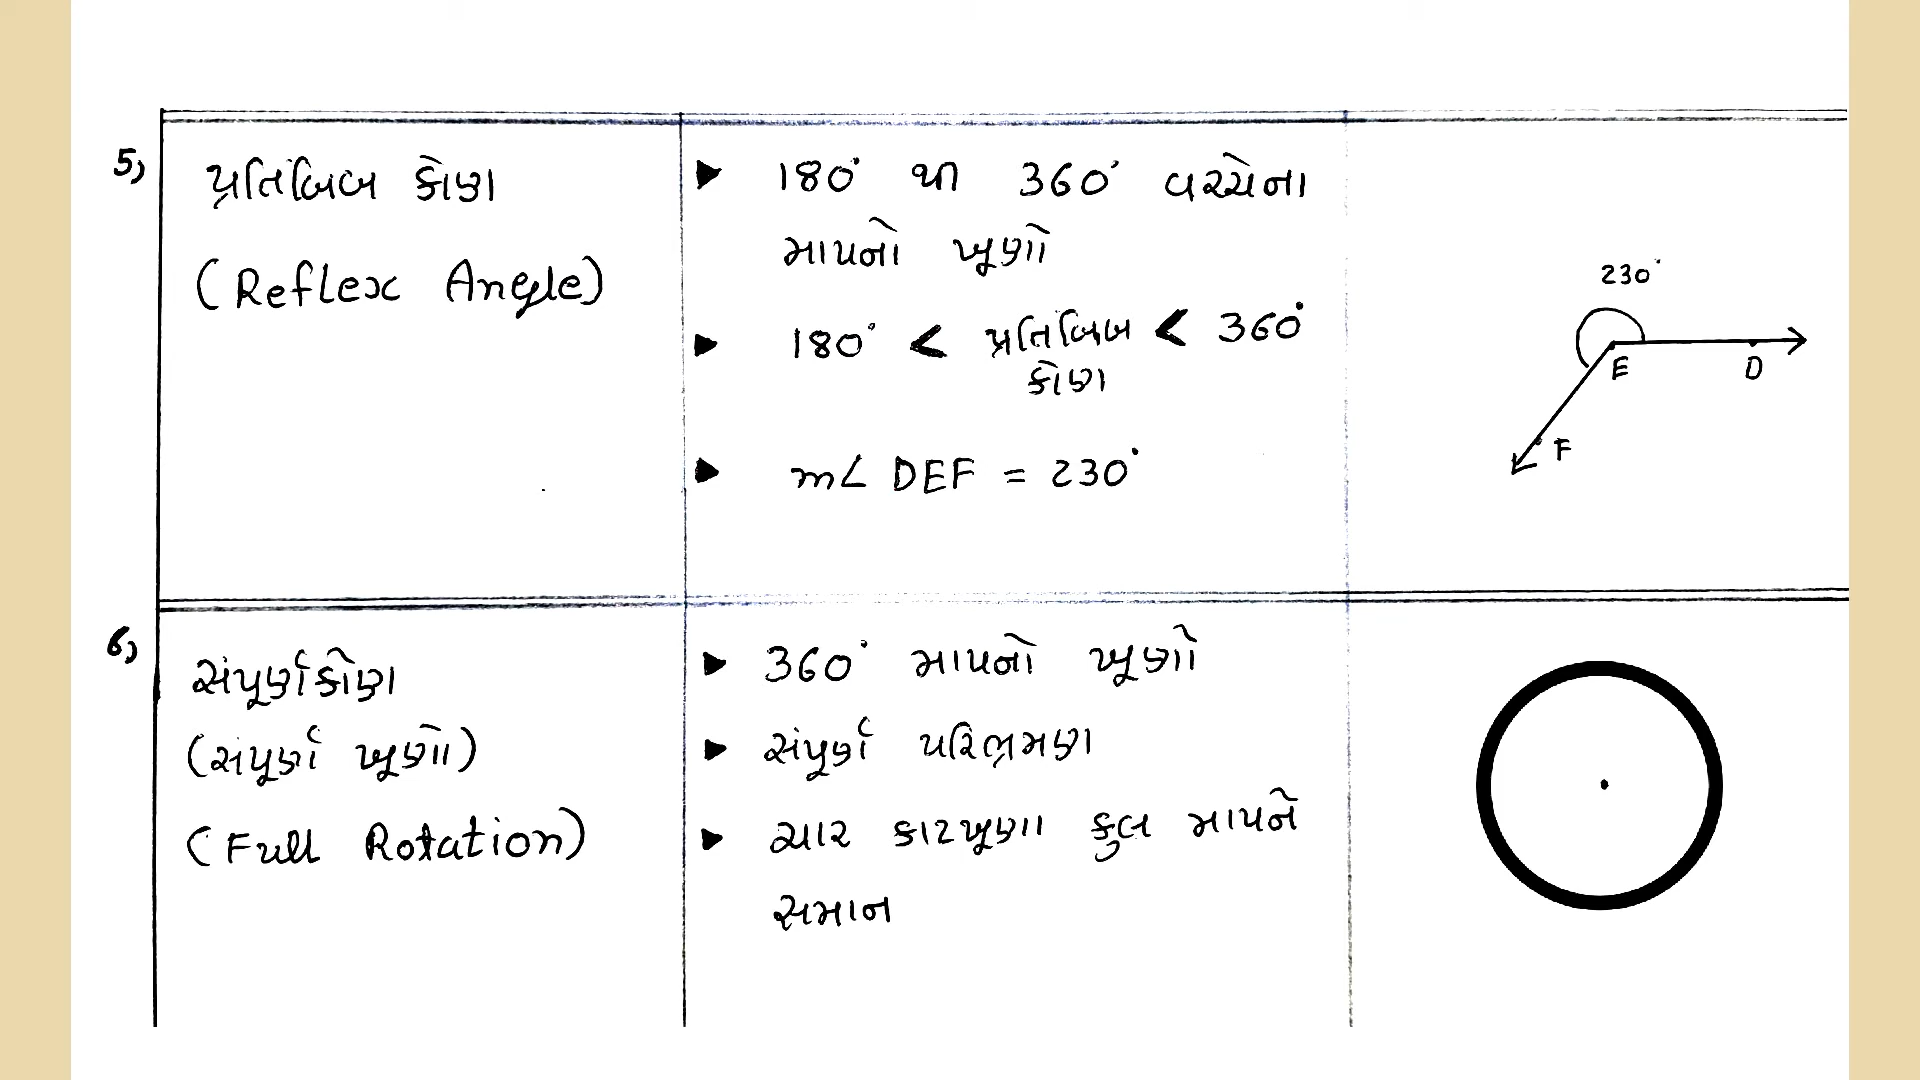 5) પ્રતિબિંબ કોણ
(Reflex Angle)
▶ 180° થી 360° વચ્ચેના
માપનો ખૂણો
▶ 180° < પ્રતિબિંબ < 360°
કોણ
▶ m∠ DEF = 230°
230°
E D
F
6) સંપૂર્ણકોણ
(સંપૂર્ણ ખૂણો)
(Full Rotation)
▶ 360° માપનો ખૂણો
▶ સંપૂર્ણ પરિભ્રમણ
▶ ચાર કાટખૂણા કુલ માપને
સમાન